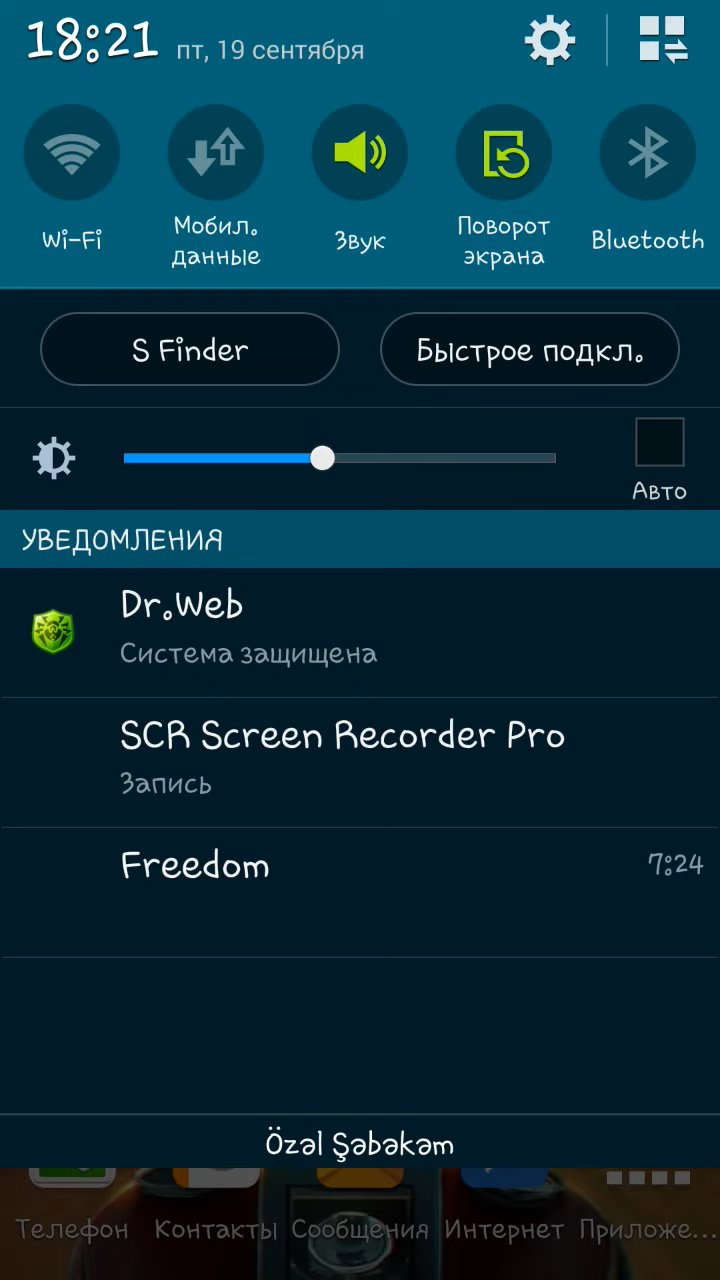 18:21 пт, 19 сентября
Wi-Fi
Мобил.
данные
Звук
Поворот
экрана
Bluetooth
S Finder
Быстрое подкл.
Авто
УВЕДОМЛЕНИЯ
Dr.Web
Система защищена
SCR Screen Recorder Pro
Запись
Freedom 7:24
Özəl Şəbəkəm
Телефон Контакты Сообщения Интернет Приложе...